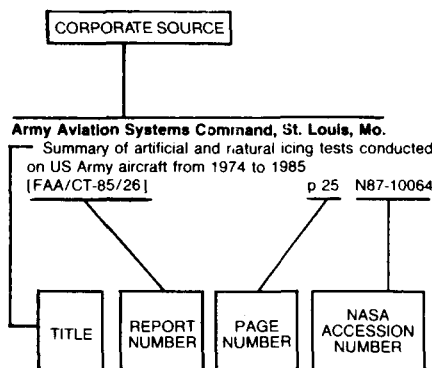 CORPORATE SOURCE
Army Aviation Systems Command, St. Louis, Mo.
Summary of artificial and natural icing tests conducted
on US Army aircraft from 1974 to 1985
[FAA/CT-85/26] p 25 N87-10064
TITLE
REPORT
NUMBER
PAGE
NUMBER
NASA
ACCESSION
NUMBER